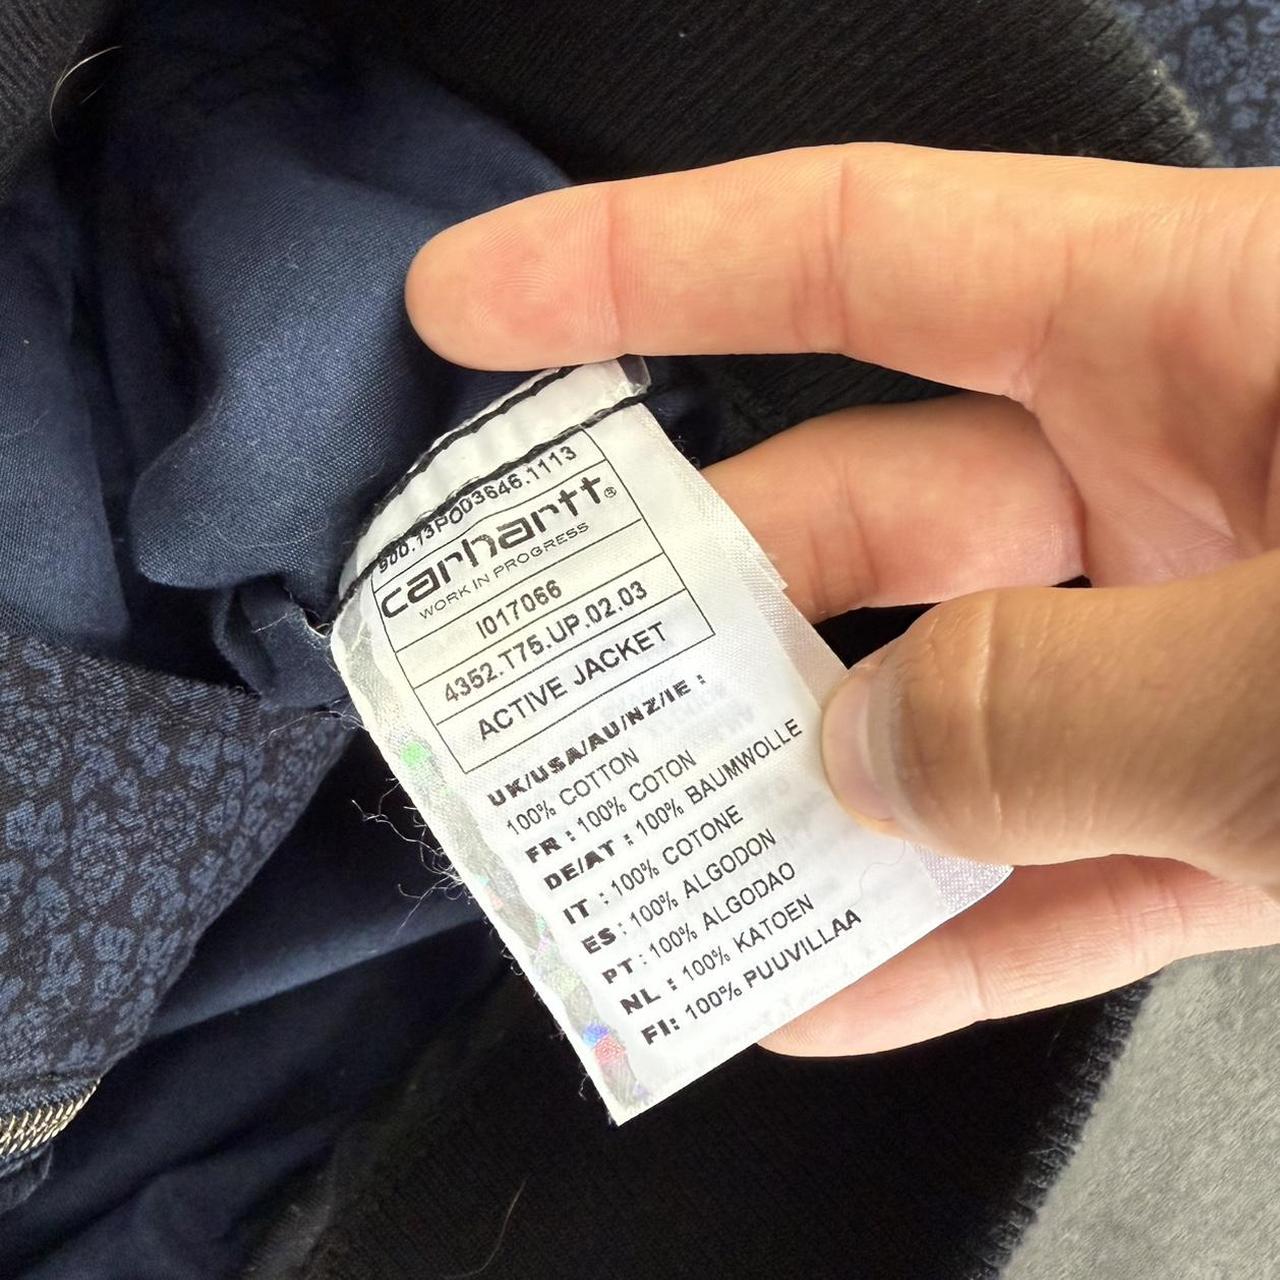 900.13PO03646.1113
carhartt®
WORK IN PROGRESS
I017066
4352.T75.UP.02.03
ACTIVE JACKET
UK/USA/AU/NZ/IE :
100% COTTON
FR : 100% COTON
DE/AT : 100% BAUMWOLLE
IT : 100% COTONE
ES : 100% ALGODON
PT : 100% ALGODAO
NL : 100% KATOEN
FI: 100% PUUVILLAA